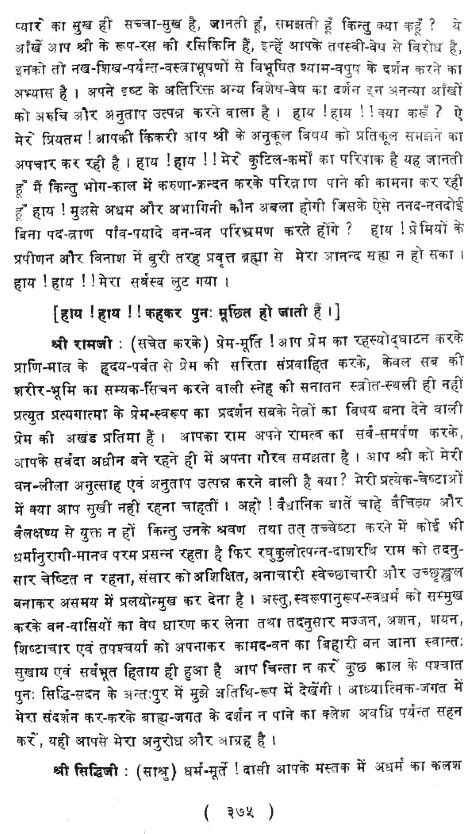 प्यारे का सुख ही सच्चा-सुख है, जानती हूँ, समझती हूँ किन्तु क्या कहूँ ? ये
आँखें आप श्री के रूप-रस की रसिकिनि हैं, इन्हें आपके तपस्वी-वेष से विरोध है,
इनको तो नख-शिख-पर्यन्त-वस्त्राभूषणों से विभूषित श्याम-वपुष के दर्शन करने का
अभ्यास है । अपने इष्ट के अतिरिक्त अन्य विशेष-वेष का दर्शन इन अनन्या आँखों
को अरुचि और अनुताप उत्पन्न करने वाला है । हाय ! हाय ! ! क्या करूँ ? ऐ
मेरे प्रियतम ! आपकी किंकरी आप श्री के अनुकूल विषय को प्रतिकूल समझने का
अपचार कर रही है । हाय ! हाय ! ! मेरे कुटिल-कर्मों का परिपाक है यह जानती
हूँ मैं किन्तु भोग-काल में करुणा-क्रन्दन करके परित्राण पाने की कामना कर रही
हूँ हाय ! मुझसे अधम और अभागिनी कौन अबला होगी जिसके ऐसे ननद-ननदोई
बिना पद-त्राण पाँव-पयादे वन-वन परिभ्रमण करते होंगे ? हाय ! प्रेमियों के
प्रपीणन और विनाश में बुरी तरह प्रवृत्त ब्रह्मा से मेरा आनन्द सह्य न हो सका ।
हाय ! हाय ! ! मेरा सर्वस्व लुट गया ।
[हाय ! हाय ! ! कहकर पुनः मूर्छित हो जाती हैं ।]
श्री रामजी : (सचेत करके) प्रेम-मूर्ति ! आप प्रेम का रहस्योद्घाटन करके
प्राणि-मात्र के हृदय-पर्वत से प्रेम की सरिता संप्रवाहित करके, केवल सब की
शरीर-भूमि का सम्यक-सिंचन करने वाली स्नेह की सनातन स्त्रोत-स्थली ही नहीं
प्रत्युत प्रत्यगात्मा के प्रेम-स्वरूप का प्रदर्शन सबके नेत्रों का विषय बना देने वाली
प्रेम की अखंड प्रतिमा हैं । आपका राम अपने रामत्व का सर्व-समर्पण करके,
आपके सर्वदा अधीन बने रहने ही में अपना गौरव समझता है । आप श्री को मेरी
वन-लीला अनुत्साह एवं अनुताप उत्पन्न करने वाली है क्या ? मेरी प्रत्येक-चेष्टाओं
में क्या आप सुखी नही रहना चाहतीं । अहो ! वैधानिक बातें चाहे वैचित्र्य और
वैलक्षण्य से युक्त न हों किन्तु उनके श्रवण तथा तत् तच्चेष्टा करने में कोई भी
धर्मानुरागी-मानव परम प्रसन्न रहता है फिर रघुकुलोत्पन्न-दाशरथि राम को तदनु-
सार चेष्टित न रहना, संसार को अशिक्षित, अनाचारी स्वेच्छाचारी और उच्छृङ्खल
बनाकर असमय में प्रलयोन्मुख कर देना है । अस्तु, स्वरूपानुरूप-स्वधर्म को सम्मुख
करके वन-वासियों का वेष धारण कर लेना तथा तदनुसार मज्जन, अशन, शयन,
शिष्टाचार एवं तपश्चर्या को अपनाकर कामद-वन का बिहारी बन जाना स्वान्तः
सुखाय एवं सर्वभूत हिताय ही हुआ है आप चिन्ता न करें कुछ काल के पश्चात
पुनः सिद्धि-सदन के अन्तःपुर में मुझे अतिथि-रूप में देखेंगी । आध्यात्मिक-जगत में
मेरा संदर्शन कर-करके बाह्य-जगत के दर्शन न पाने का क्लेश अवधि पर्यन्त सहन
करें, यही आपसे मेरा अनुरोध और आग्रह है ।
श्री सिद्धिजी : (साश्रु) धर्म-मूर्ते ! दासी आपके मस्तक में अधर्म का कलश
( ३७५ )